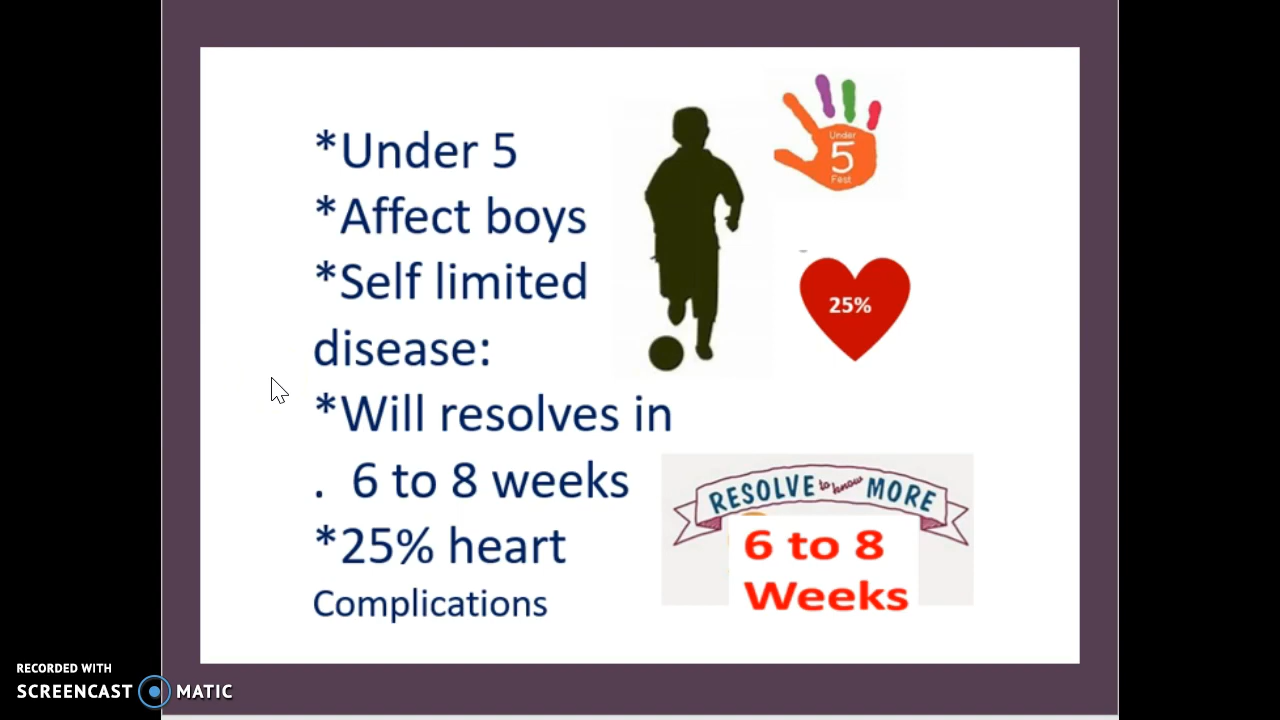 *Under 5
*Affect boys
*Self limited
disease:
*Will resolves in
.  6 to 8 weeks
*25% heart
Complications
Under
5
Fest
25%
RESOLVE to know MORE
6 to 8
Weeks
RECORDED WITH
SCREENCAST MATIC